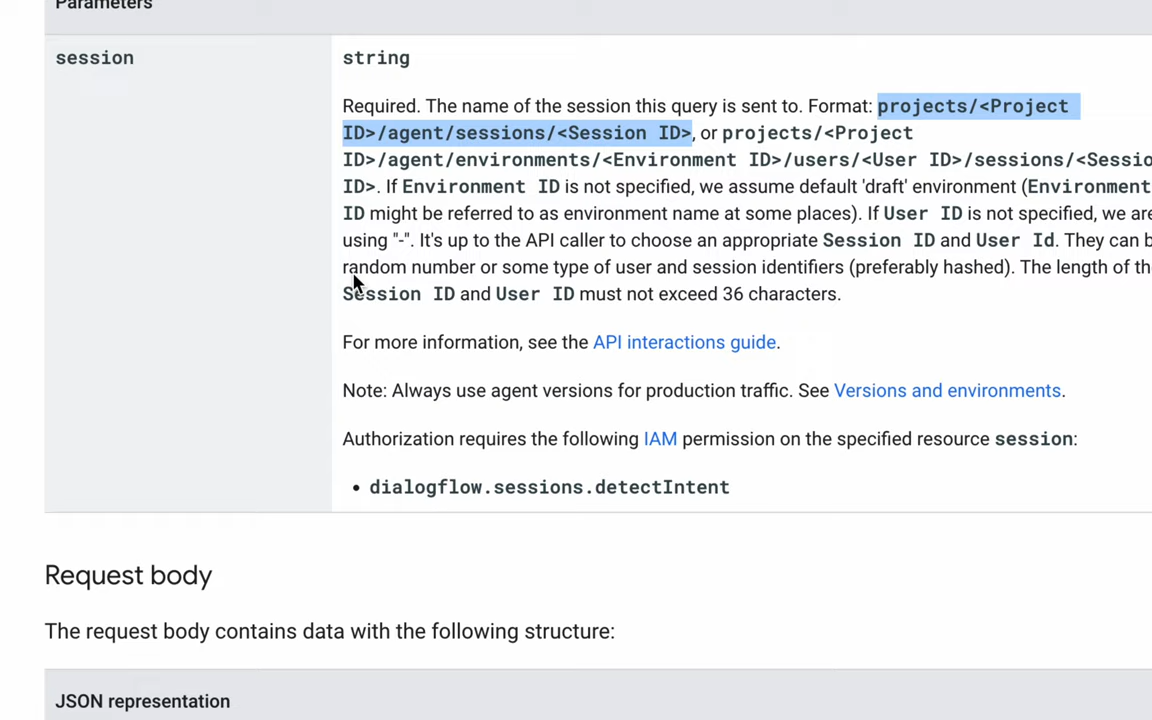 Parameters
session
string
Required. The name of the session this query is sent to. Format: projects/<Project
ID>/agent/sessions/<Session ID>, or projects/<Project
ID>/agent/environments/<Environment ID>/users/<User ID>/sessions/<Sessio
ID>. If Environment ID is not specified, we assume default 'draft' environment (Environment
ID might be referred to as environment name at some places). If User ID is not specified, we are
using "-". It's up to the API caller to choose an appropriate Session ID and User Id. They can b
random number or some type of user and session identifiers (preferably hashed). The length of th
Session ID and User ID must not exceed 36 characters.
For more information, see the API interactions guide.
Note: Always use agent versions for production traffic. See Versions and environments.
Authorization requires the following IAM permission on the specified resource session:
• dialogflow.sessions.detectIntent
Request body
The request body contains data with the following structure:
JSON representation